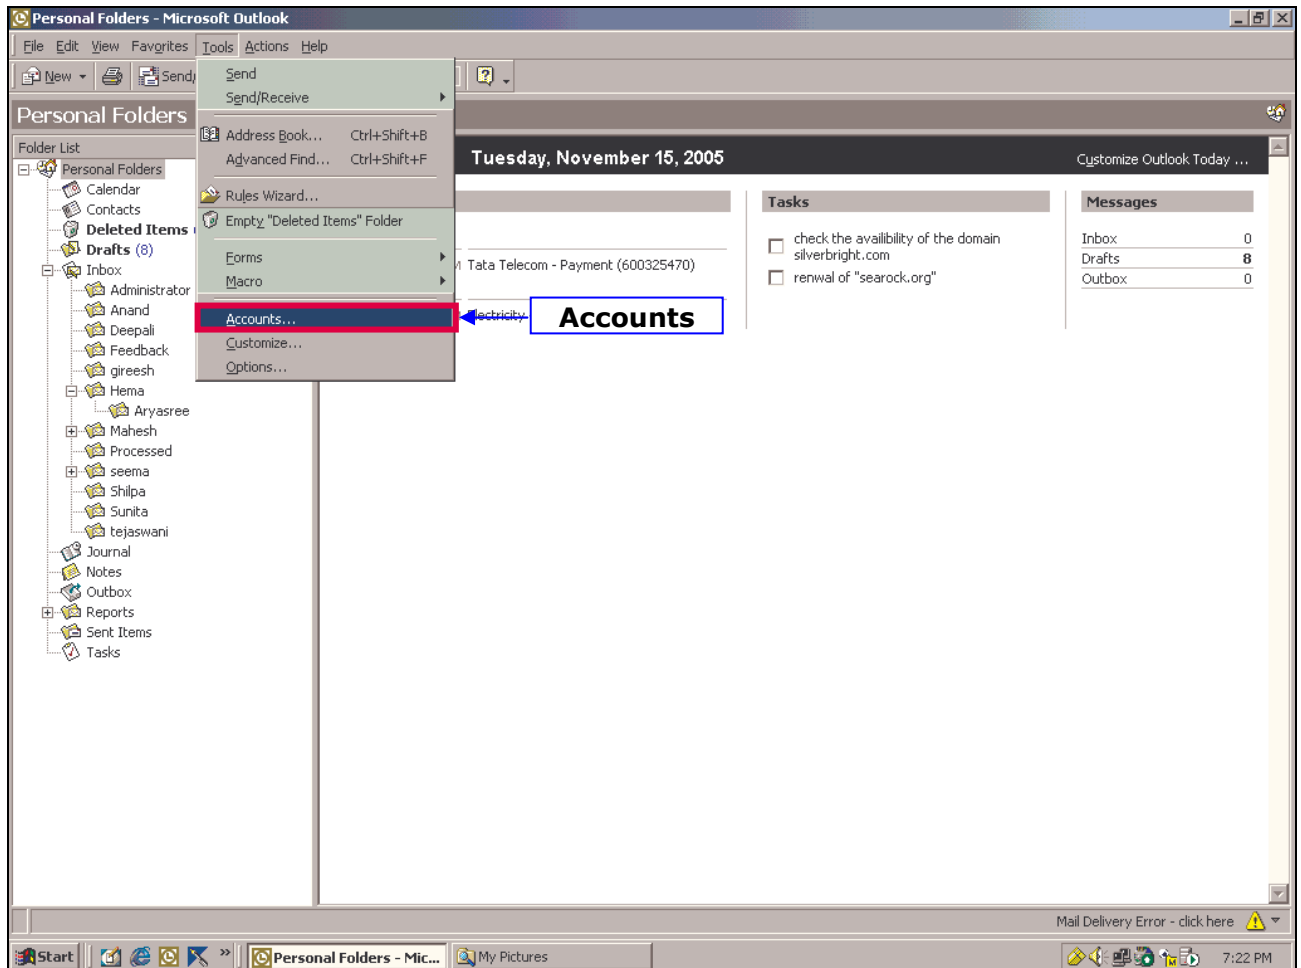 Personal Folders - Microsoft Outlook
File Edit View Favorites Tools Actions Help
New Send/
Personal Folders
Send
Send/Receive
Address Book... Ctrl+Shift+B
Advanced Find... Ctrl+Shift+F
Rules Wizard...
Empty "Deleted Items" Folder
Forms
Macro
Accounts...
Customize...
Options...
Accounts
Folder List
Personal Folders
Calendar
Contacts
Deleted Items
Drafts (8)
Inbox
Administrator
Anand
Deepali
Feedback
gireesh
Hema
Aryasree
Mahesh
Processed
seema
Shilpa
Sunita
tejaswani
Journal
Notes
Outbox
Reports
Sent Items
Tasks
Tuesday, November 15, 2005
Customize Outlook Today ...
Tata Telecom - Payment (600325470)
Electricity
Tasks
check the availibility of the domain
silverbright.com
renwal of "searock.org"
Messages
Inbox 0
Drafts 8
Outbox 0
Mail Delivery Error - click here
Start » Personal Folders - Mic... My Pictures 7:22 PM